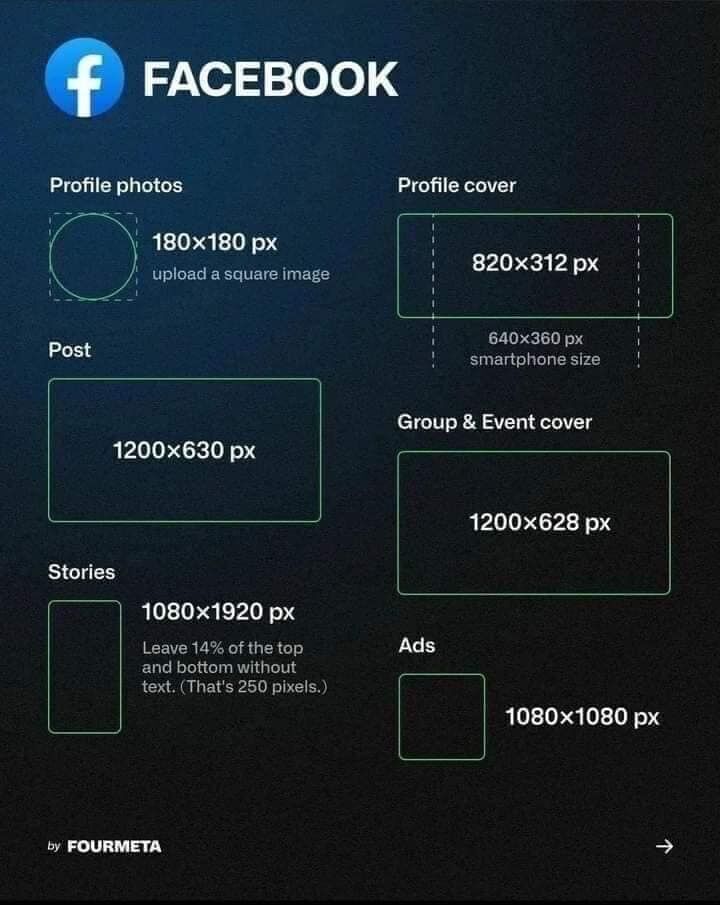 FACEBOOK
Profile photos
180×180 px
upload a square image
Profile cover
820×312 px
640×360 px
smartphone size
Post
1200×630 px
Group & Event cover
1200×628 px
Stories
1080×1920 px
Leave 14% of the top
and bottom without
text. (That's 250 pixels.)
Ads
1080×1080 px
by FOURMETA